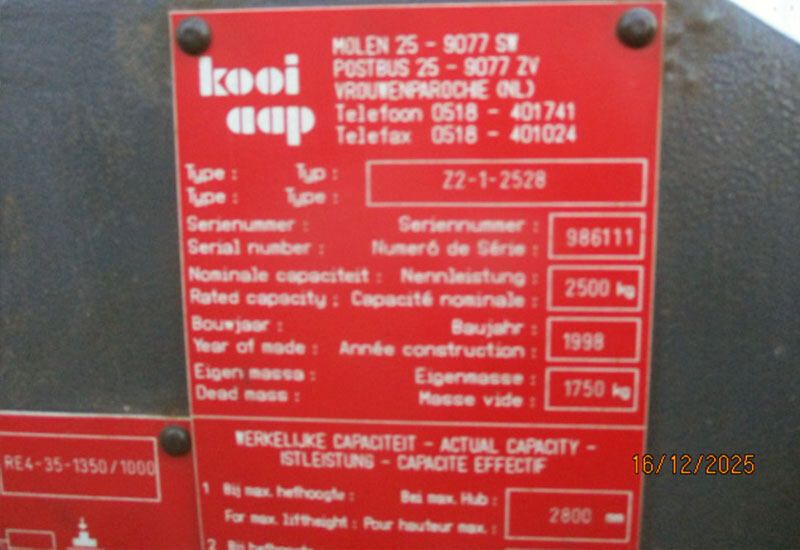 kooi
aap
MOLEN 25 - 9077 SW
POSTBUS 25 - 9077 ZV
VROUWENPAROCHIE (NL)
Telefoon 0518 - 401741
Telefax 0518 - 401024
Type : Typ : Z2-1-2528
Type : Type :
Serienummer : Seriennummer : 986111
Serial number : Numeró de Série :
Nominale capaciteit : Nennleistung : 2500 kg
Rated capacity : Capacité nominale :
Bouwjaar : Baujahr : 1998
Year of made : Année construction :
Eigen massa : Eigenmasse : 1750 kg
Dead mass : Masse vide :
WERKELIJKE CAPACITEIT - ACTUAL CAPACITY -
ISTLEISTUNG - CAPACITE EFFECTIF
RE4-35-1350/1000
1 Bij max. hefhoogte : Bei max. Hub : 2800 mm
For max. liftheight : Pour hauteur max. :
2 Bij
16/12/2025